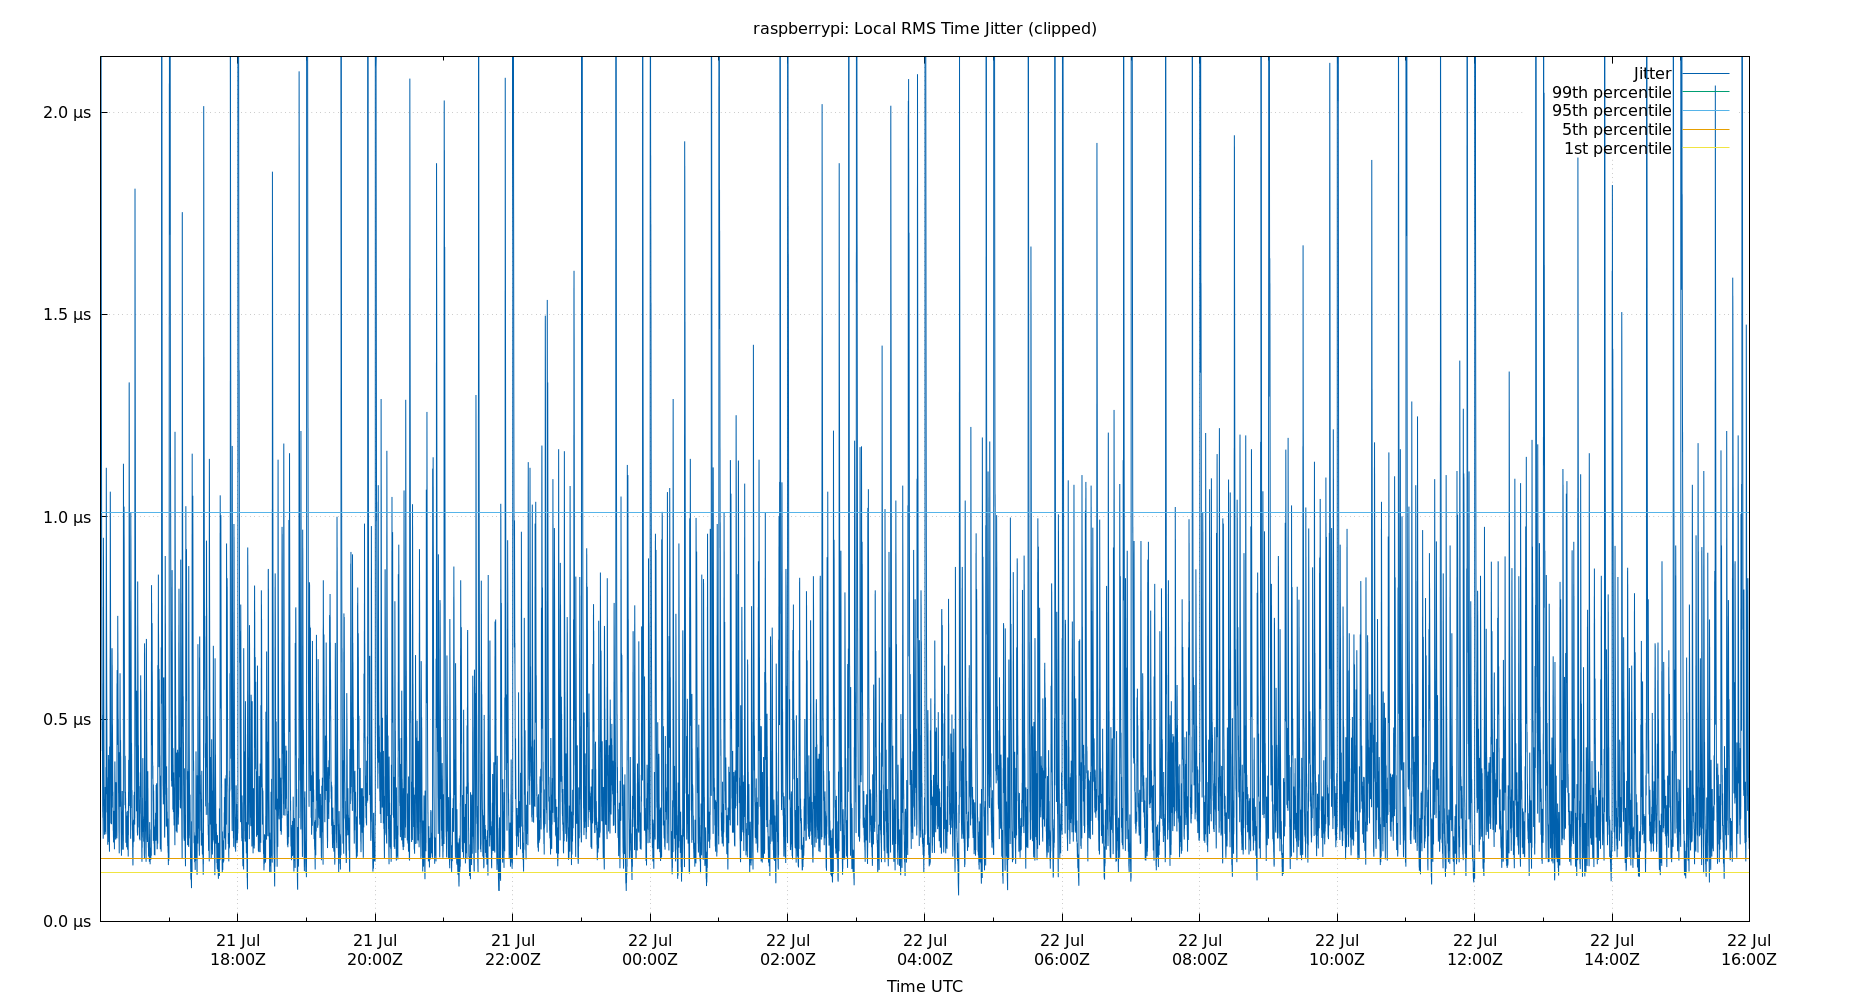 raspberrypi: Local RMS Time Jitter (clipped)
Jitter
99th percentile
95th percentile
5th percentile
1st percentile
2.0 µs
1.5 µs
1.0 µs
0.5 µs
0.0 µs
21 Jul 21 Jul 21 Jul 22 Jul 22 Jul 22 Jul 22 Jul 22 Jul 22 Jul 22 Jul 22 Jul 22 Jul
18:00Z 20:00Z 22:00Z 00:00Z 02:00Z 04:00Z 06:00Z 08:00Z 10:00Z 12:00Z 14:00Z 16:00Z
Time UTC